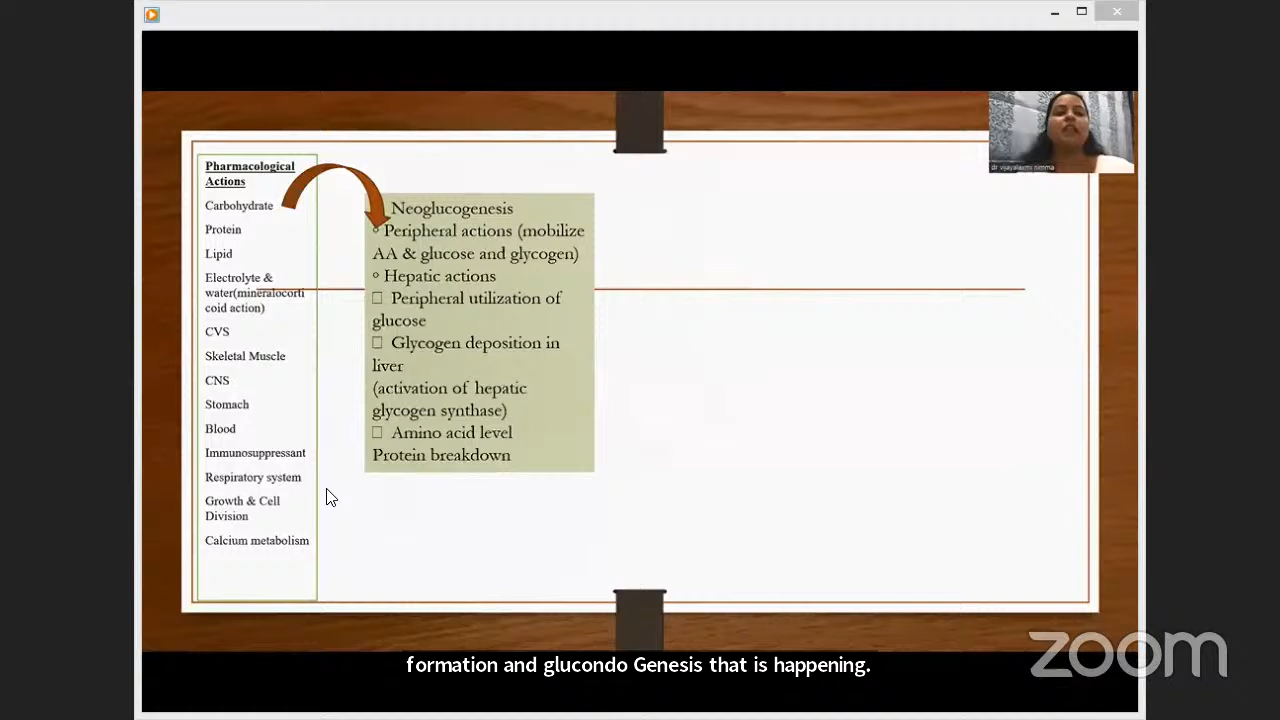 Pharmacological
Actions
Carbohydrate
Protein
Lipid
Electrolyte &
water(mineralocorti
coid action)
CVS
Skeletal Muscle
CNS
Stomach
Blood
Immunosuppressant
Respiratory system
Growth & Cell
Division
Calcium metabolism
Neoglucogenesis
° Peripheral actions (mobilize
AA & glucose and glycogen)
° Hepatic actions
□ Peripheral utilization of
glucose
□ Glycogen deposition in
liver
(activation of hepatic
glycogen synthase)
□ Amino acid level
Protein breakdown
dr vijayalaxmi nimma
formation and glucondo Genesis that is happening.
zoom